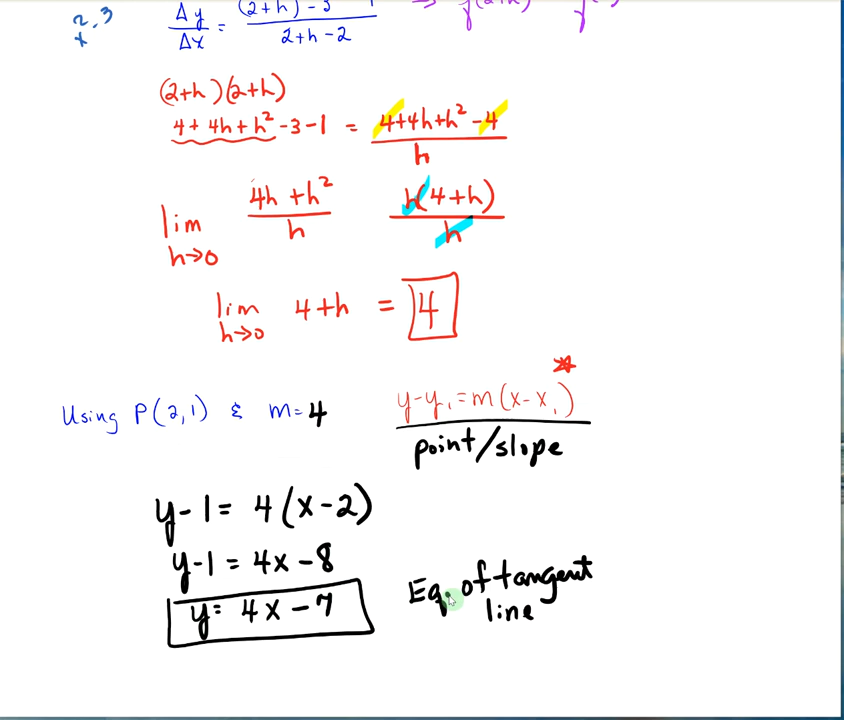 x² - 3
Δy/Δx = (2+h)² - 3 - 1 / 2+h-2 ⇒
(2+h)(2+h)
4 + 4h + h² - 3 - 1 = 4+4h+h² - 4 / h
lim h→0 4h + h² / h h(4+h) / h
lim h→0 4+h = 4
Using P(2,1) & m=4 y-y₁=m(x-x₁)
point/slope
y-1 = 4(x-2)
y-1 = 4x - 8
y = 4x - 7
Eq. of tangent
line